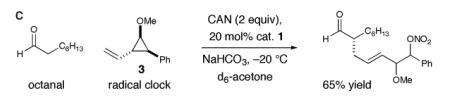 C
O
H
C₆H₁₃
octanal
OMe
Ph
3
radical clock
CAN (2 equiv),
20 mol% cat. 1
NaHCO₃, –20 °C
d₆-acetone
O
H
C₆H₁₃
ONO₂
Ph
OMe
65% yield